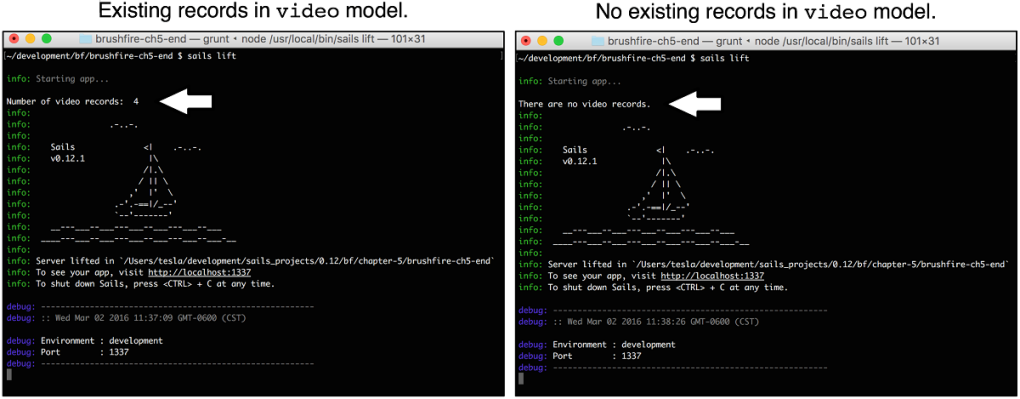 Existing records in video model.
brushfire-ch5-end — grunt • node /usr/local/bin/sails lift — 101×31
[~/development/bf/brushfire-ch5-end $ sails lift ]
info: Starting app...
Number of video records:  4
info:
info:                .-..-.
info:
info:    Sails              <|    .-..-.
info:    v0.12.1             |\
info:                       /|.\
info:                      / || \
info:                    ,'  |'  \
info:                 .-'.-==|/_--'
info:                 `--'-------'
info:    __---___--___---___--___---___--___
info:  ____---___--___---___--___---___--___-__
info:
info: Server lifted in `/Users/tesla/development/sails_projects/0.12/bf/chapter-5/brushfire-ch5-end`
info: To see your app, visit http://localhost:1337
info: To shut down Sails, press <CTRL> + C at any time.
debug: -------------------------------------------------------
debug: :: Wed Mar 02 2016 11:37:09 GMT-0600 (CST)
Environment : development
Port        : 1337
debug: -------------------------------------------------------
No existing records in video model.
brushfire-ch5-end — grunt • node /usr/local/bin/sails lift — 101×31
[~/development/bf/brushfire-ch5-end $ sails lift
info: Starting app...
There are no video records.
info:
info:                .-..-.
info:
info:    Sails              <|    .-..-.
info:    v0.12.1             |\
info:                       /|.\
info:                      / || \
info:                    ,'  |'  \
info:                 .-'.-==|/_--'
info:                 `--'-------'
info:    __---___--___---___--___---___--___
info:  ____---___--___---___--___---___--___-__
info:
info: Server lifted in `/Users/tesla/development/sails_projects/0.12/bf/chapter-5/brushfire-ch5-end`
info: To see your app, visit http://localhost:1337
info: To shut down Sails, press <CTRL> + C at any time.
debug: -------------------------------------------------------
debug: :: Wed Mar 02 2016 11:38:26 GMT-0600 (CST)
Environment : development
Port        : 1337
debug: -------------------------------------------------------